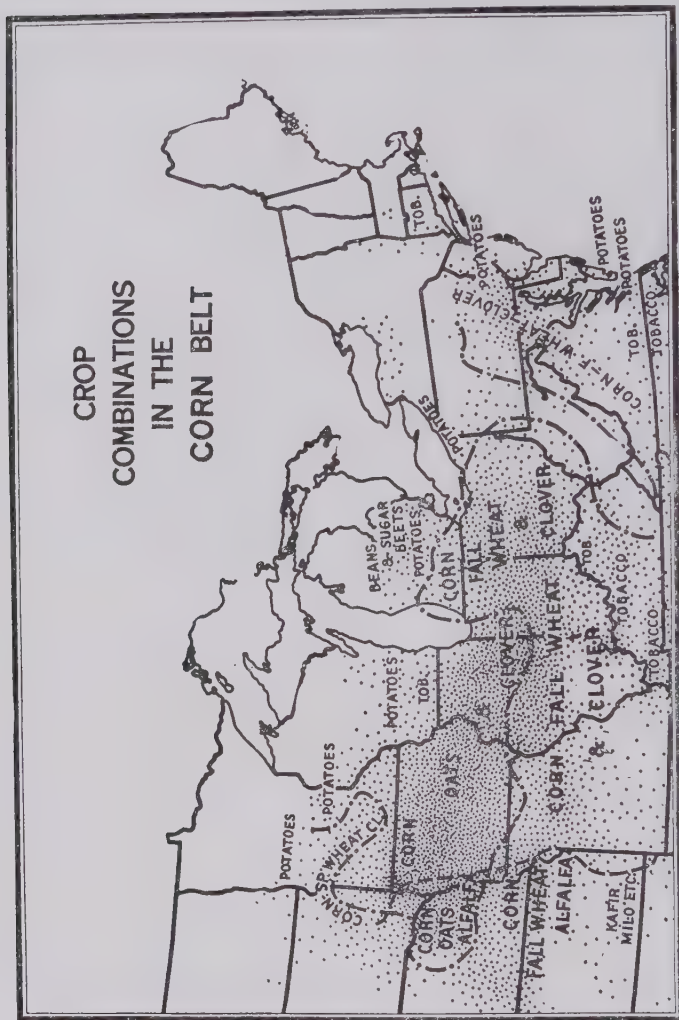 CROP
COMBINATIONS
IN THE
CORN BELT
POTATOES
POTATOES
CORN-SP. WHEAT CL.
POTATOES
TOB.
CORN
OATS
& CLOVER
CORN
OATS
ALFALFA
CORN
FALL WHEAT
ALFALFA
KAFIR
MILO ETC.
BEANS
& SUGAR
BEETS
POTATOES
CORN
FALL
WHEAT
&
CLOVER
CORN FALL WHEAT
& CLOVER
TOB.
TOBACCO
TOBACCO
POTATOES
TOB.
POTATOES
CLOVER
CORN-F. WHEAT
POTATOES
POTATOES
TOB.
TOBACCO